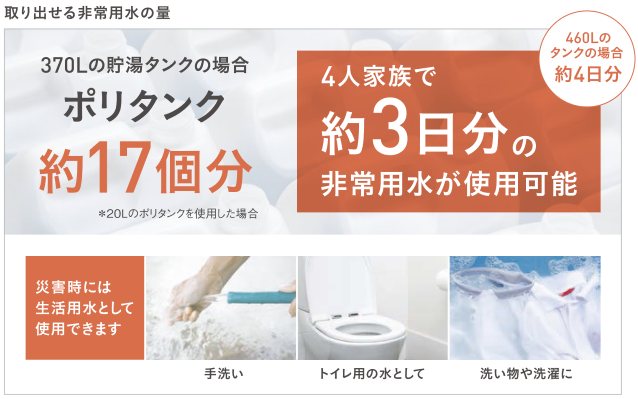 取り出せる非常用水の量
460Lの
タンクの場合
約4日分
370Lの貯湯タンクの場合
ポリタンク
約17個分
＊20Lのポリタンクを使用した場合
4人家族で
約3日分の
非常用水が使用可能
災害時には
生活用水として
使用できます
手洗い
トイレ用の水として
洗い物や洗濯に